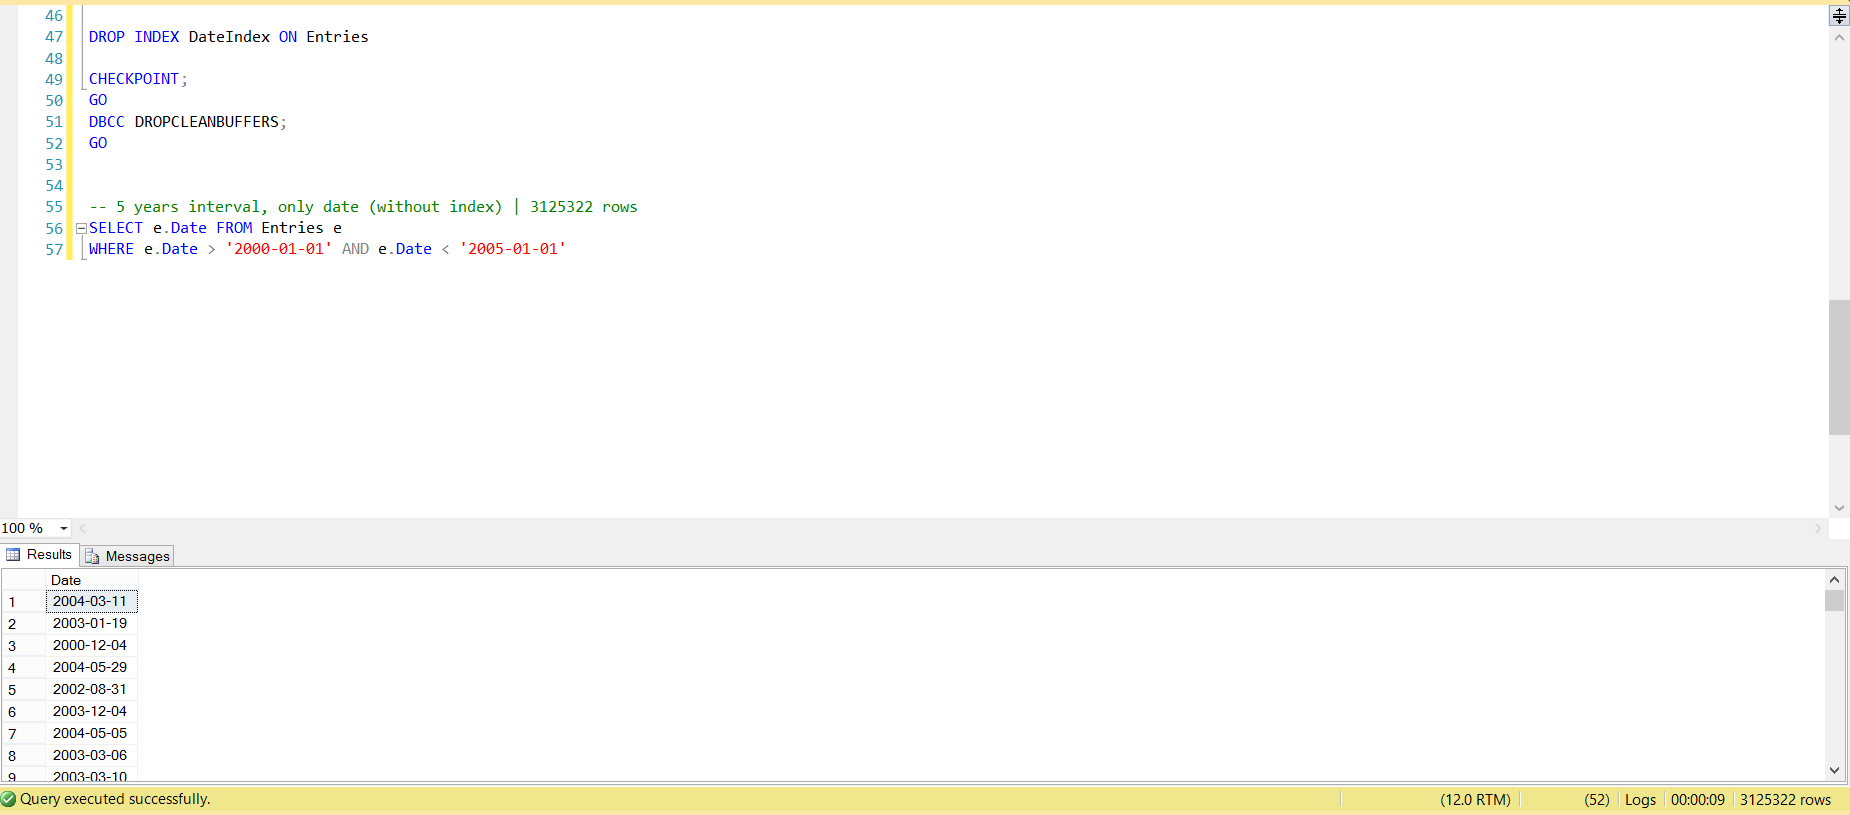 46
47 DROP INDEX DateIndex ON Entries
48
49 CHECKPOINT;
50 GO
51 DBCC DROPCLEANBUFFERS;
52 GO
53
54
55 -- 5 years interval, only date (without index) | 3125322 rows
56 SELECT e.Date FROM Entries e
57 WHERE e.Date > '2000-01-01' AND e.Date < '2005-01-01'
100 %
Results Messages
Date
1 2004-03-11
2 2003-01-19
3 2000-12-04
4 2004-05-29
5 2002-08-31
6 2003-12-04
7 2004-05-05
8 2003-03-06
9 2003-03-10
Query executed successfully. (12.0 RTM) (52) Logs 00:00:09 3125322 rows